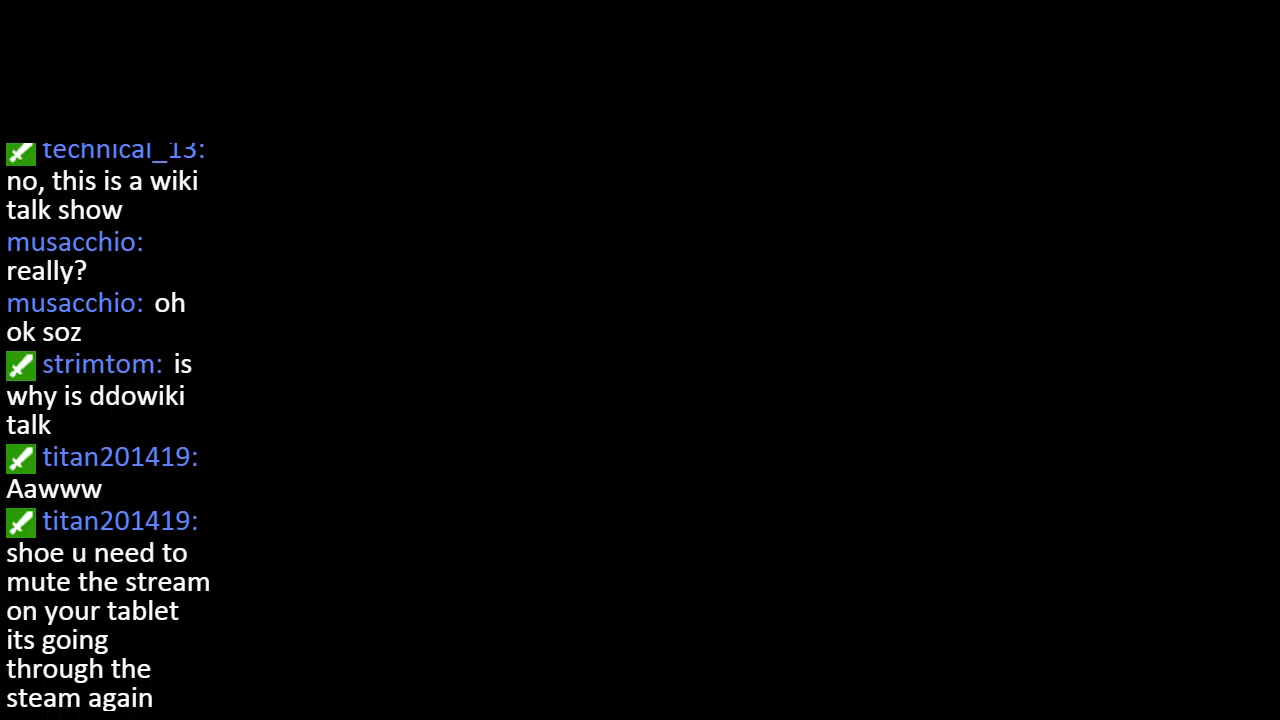 technical_13:
no, this is a wiki
talk show
musacchio:
really?
musacchio: oh
ok soz
strimtom: is
why is ddowiki
talk
titan201419:
Aawww
titan201419:
shoe u need to
mute the stream
on your tablet
its going
through the
steam again